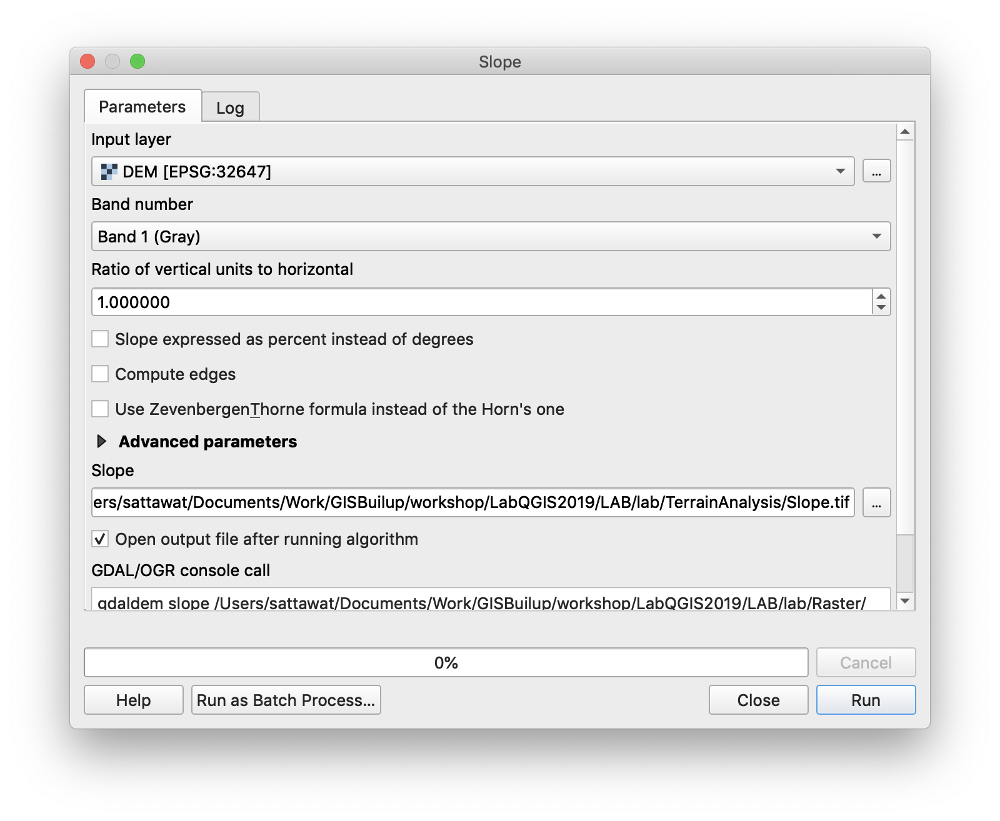 Slope
Parameters
Log
Input layer
DEM [EPSG:32647]
...
Band number
Band 1 (Gray)
Ratio of vertical units to horizontal
1.000000
Slope expressed as percent instead of degrees
Compute edges
Use ZevenbergenThorne formula instead of the Horn's one
Advanced parameters
Slope
ers/sattawat/Documents/Work/GISBuilup/workshop/LabQGIS2019/LAB/lab/TerrainAnalysis/Slope.tif
...
Open output file after running algorithm
GDAL/OGR console call
gdaldem slope /Users/sattawat/Documents/Work/GISBuilup/workshop/LabQGIS2019/LAB/lab/Raster/
0%
Cancel
Help
Run as Batch Process...
Close
Run